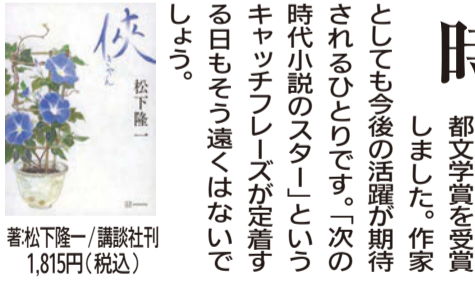 時
都文学賞を受賞
しました。作家
としても今後の活躍が期待
されるひとりです。「次の
時代小説のスター」という
キャッチフレーズが定着す
る日もそう遠くはないで
しょう。
侠
きゃん
松下隆一
著:松下隆一/講談社刊
1,815円(税込)